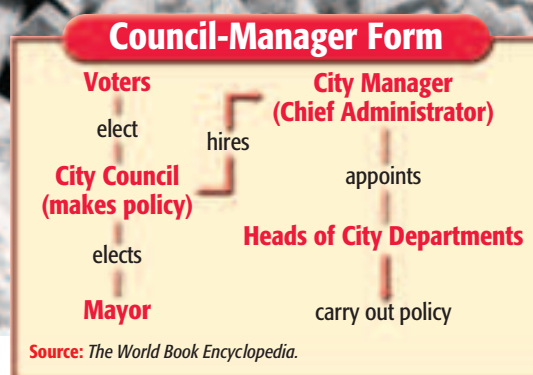 Council-Manager Form
Voters
elect
City Council
(makes policy)
elects
Mayor
hires
City Manager
(Chief Administrator)
appoints
Heads of City Departments
carry out policy
Source: The World Book Encyclopedia.